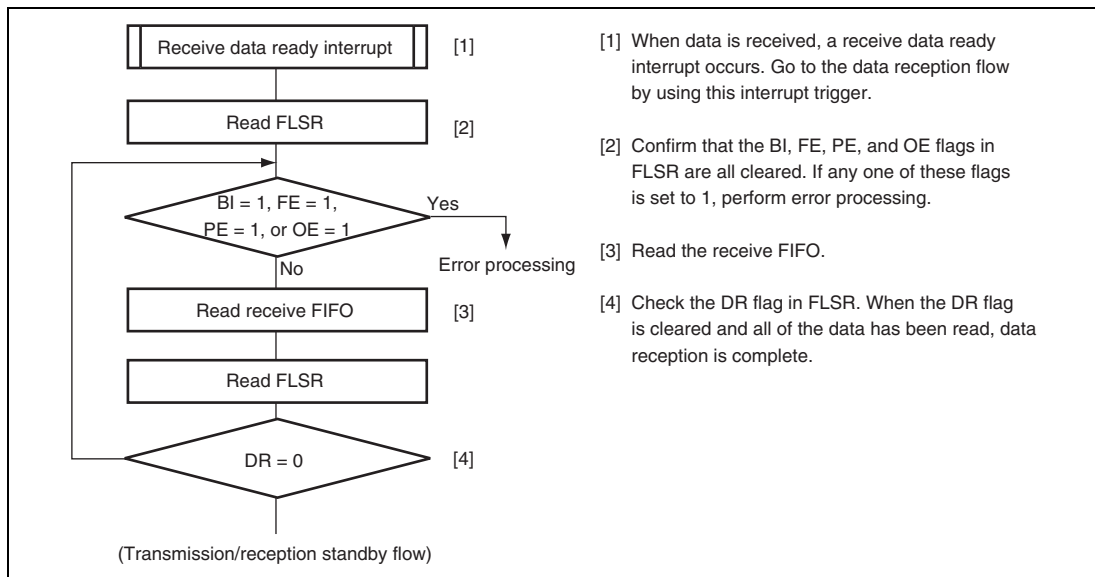 Receive data ready interrupt
[1]
Read FLSR
[2]
BI = 1, FE = 1,
PE = 1, or OE = 1
Yes
Error processing
No
Read receive FIFO
[3]
Read FLSR
DR = 0
[4]
(Transmission/reception standby flow)
[1] When data is received, a receive data ready
interrupt occurs. Go to the data reception flow
by using this interrupt trigger.
[2] Confirm that the BI, FE, PE, and OE flags in
FLSR are all cleared. If any one of these flags
is set to 1, perform error processing.
[3] Read the receive FIFO.
[4] Check the DR flag in FLSR. When the DR flag
is cleared and all of the data has been read, data
reception is complete.